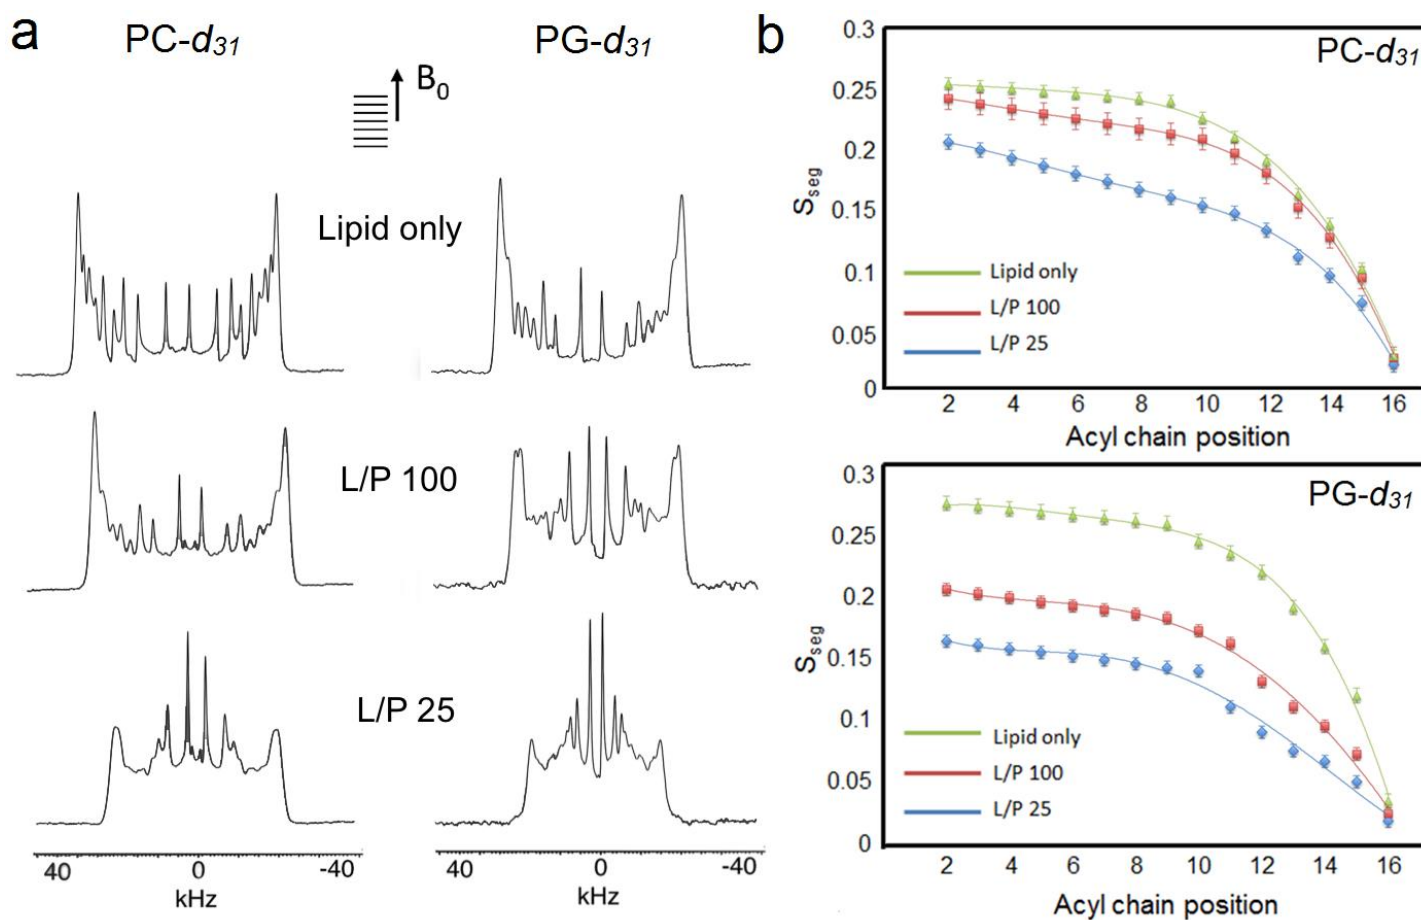 a
PC-d31
PG-d31
B0
Lipid only
L/P 100
L/P 25
40
0
-40
kHz
40
0
-40
kHz
b
PC-d31
0.3
0.25
0.2
0.15
0.1
0.05
0
Sseg
Lipid only
L/P 100
L/P 25
2 4 6 8 10 12 14 16
Acyl chain position
PG-d31
0.3
0.25
0.2
0.15
0.1
0.05
0
Sseg
Lipid only
L/P 100
L/P 25
2 4 6 8 10 12 14 16
Acyl chain position